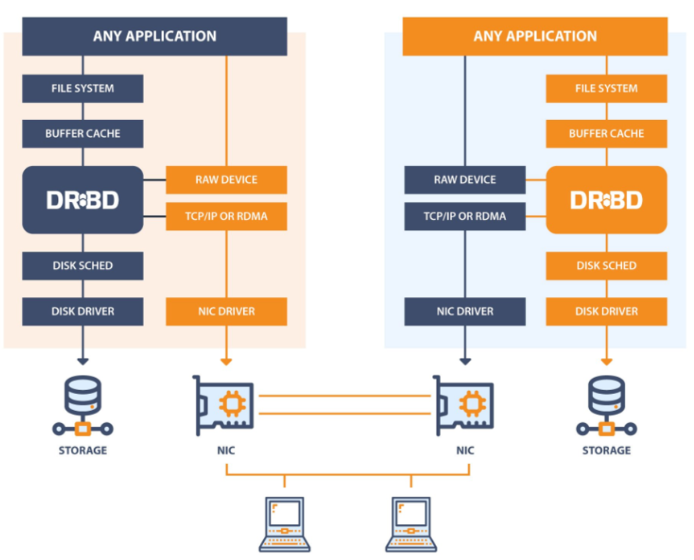 ANY APPLICATION
FILE SYSTEM
BUFFER CACHE
DRBD
RAW DEVICE
TCP/IP OR RDMA
DISK SCHED
DISK DRIVER
NIC DRIVER
STORAGE
NIC
ANY APPLICATION
FILE SYSTEM
BUFFER CACHE
RAW DEVICE
TCP/IP OR RDMA
DRBD
DISK SCHED
NIC DRIVER
DISK DRIVER
NIC
STORAGE